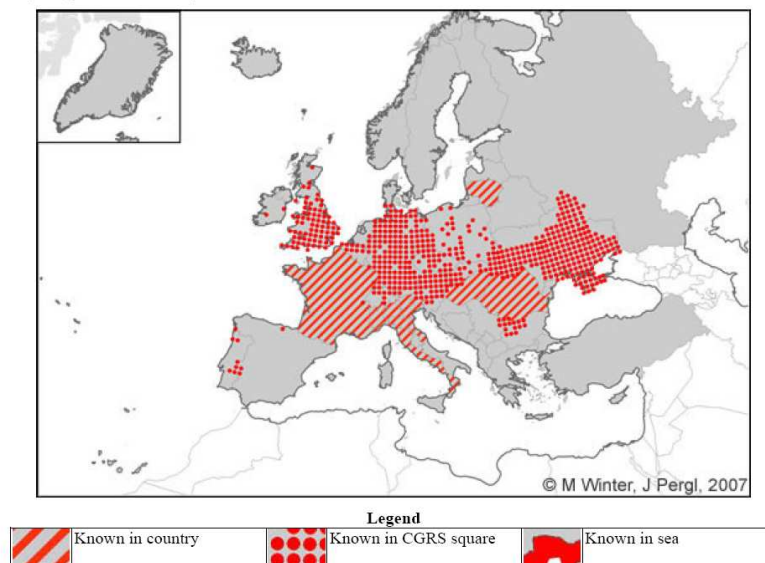 © M Winter, J Pergl, 2007
Legend
Known in country
Known in CGRS square
Known in sea